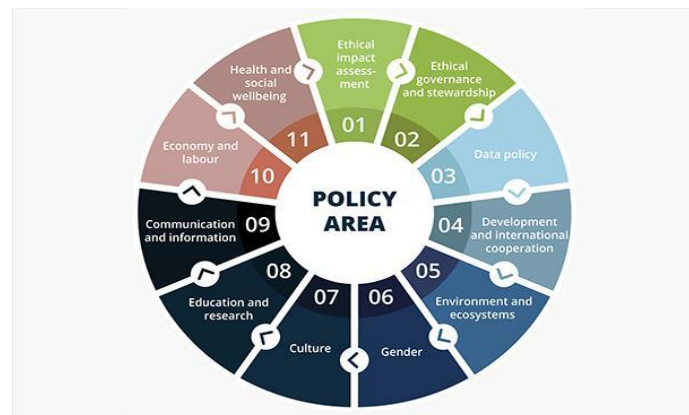 POLICY
AREA
01
Ethical
impact
assess-
ment
02
Ethical
governance
and stewardship
03
Data policy
04
Development
and international
cooperation
05
Environment and
ecosystems
06
Gender
07
Culture
08
Education and
research
09
Communication
and information
10
Economy and
labour
11
Health and
social
wellbeing